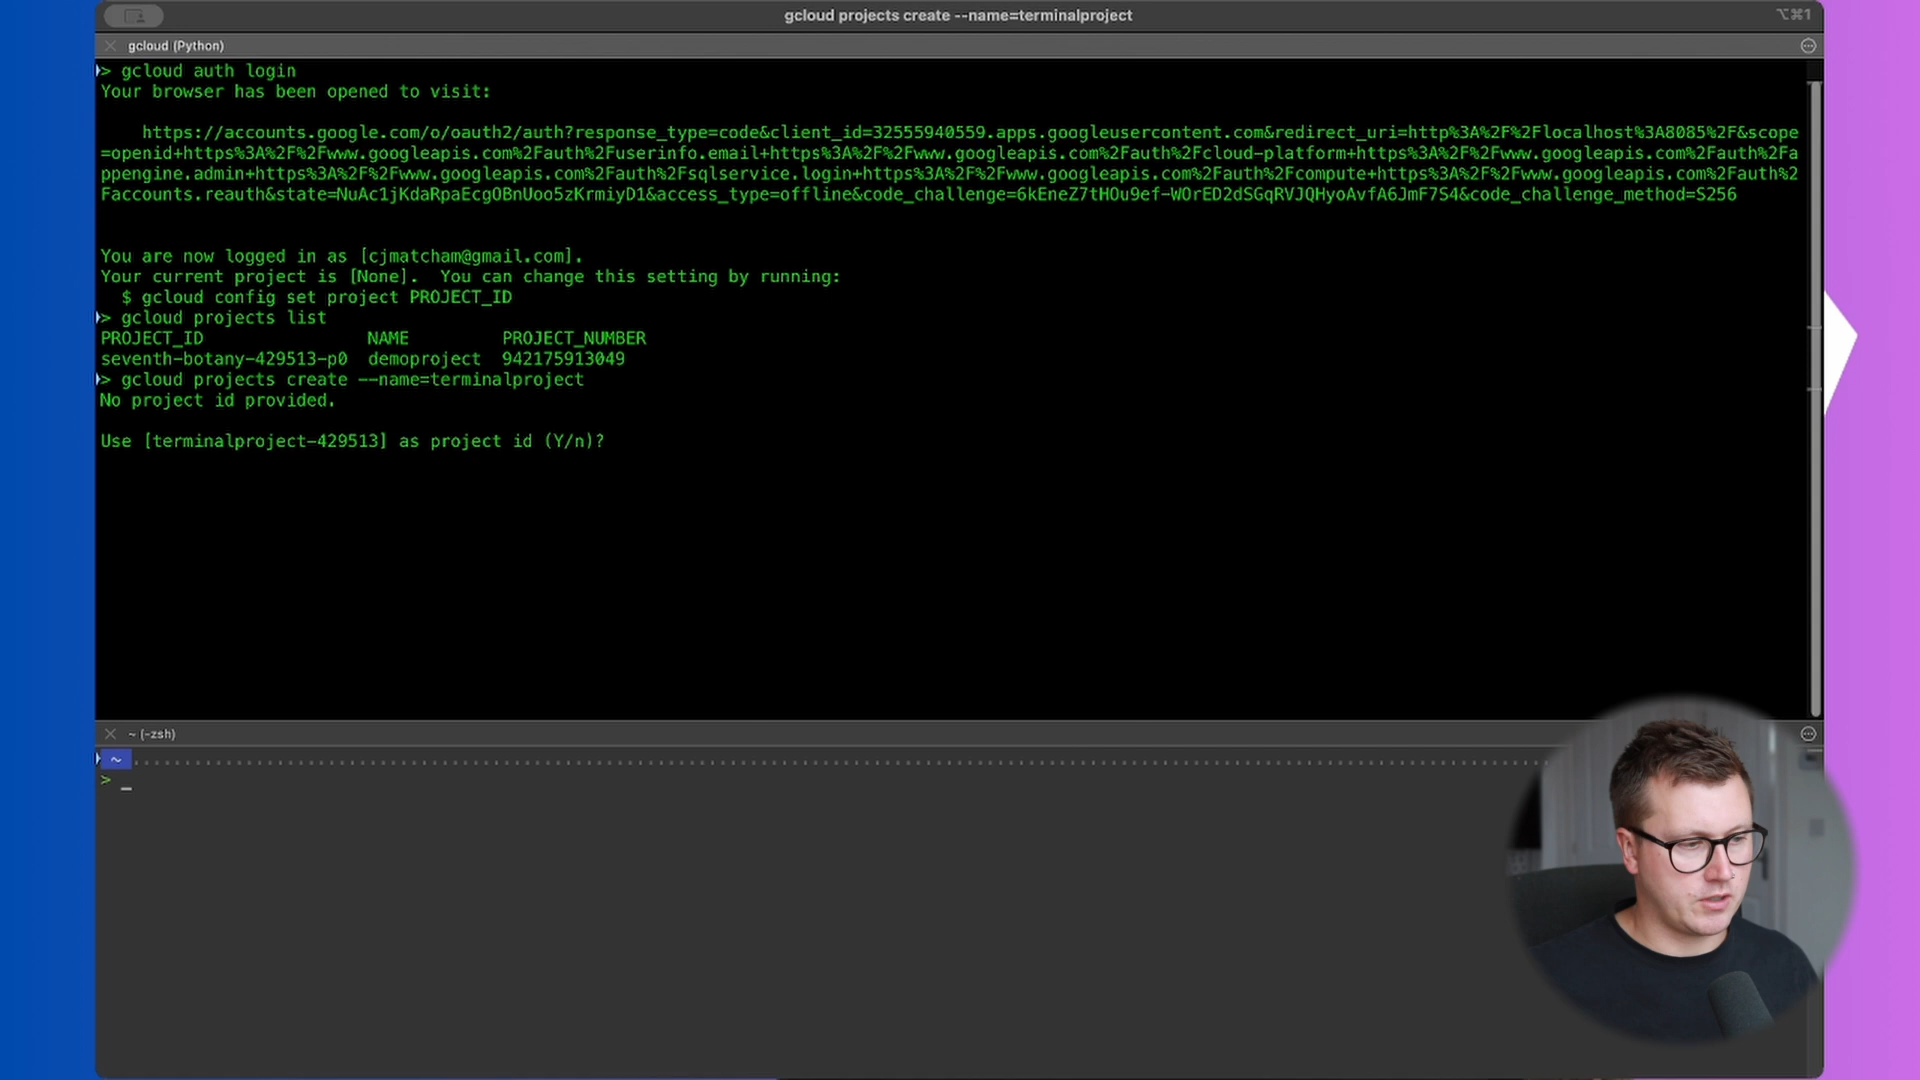 gcloud projects create --name=terminalproject
⌥⌘1
gcloud (Python)
> gcloud auth login
Your browser has been opened to visit:
https://accounts.google.com/o/oauth2/auth?response_type=code&client_id=32555940559.apps.googleusercontent.com&redirect_uri=http%3A%2F%2Flocalhost%3A8085%2F&scope
=openid+https%3A%2F%2Fwww.googleapis.com%2Fauth%2Fuserinfo.email+https%3A%2F%2Fwww.googleapis.com%2Fauth%2Fcloud-platform+https%3A%2F%2Fwww.googleapis.com%2Fauth%2Fa
ppengine.admin+https%3A%2F%2Fwww.googleapis.com%2Fauth%2Fsqlservice.login+https%3A%2F%2Fwww.googleapis.com%2Fauth%2Fcompute+https%3A%2F%2Fwww.googleapis.com%2Fauth%2
Faccounts.reauth&state=NuAc1jKdaRpaEcgOBnUoo5zKrmiyD1&access_type=offline&code_challenge=6kEneZ7tHOu9ef-WOrED2dSGqRVJQHyoAvfA6JmF7S4&code_challenge_method=S256
You are now logged in as [cjmatcham@gmail.com].
Your current project is [None].  You can change this setting by running:
$ gcloud config set project PROJECT_ID
> gcloud projects list
PROJECT_ID NAME PROJECT_NUMBER
seventh-botany-429513-p0 demoproject 942175913049
> gcloud projects create --name=terminalproject
No project id provided.
Use [terminalproject-429513] as project id (Y/n)?
~ (-zsh)
~
> _